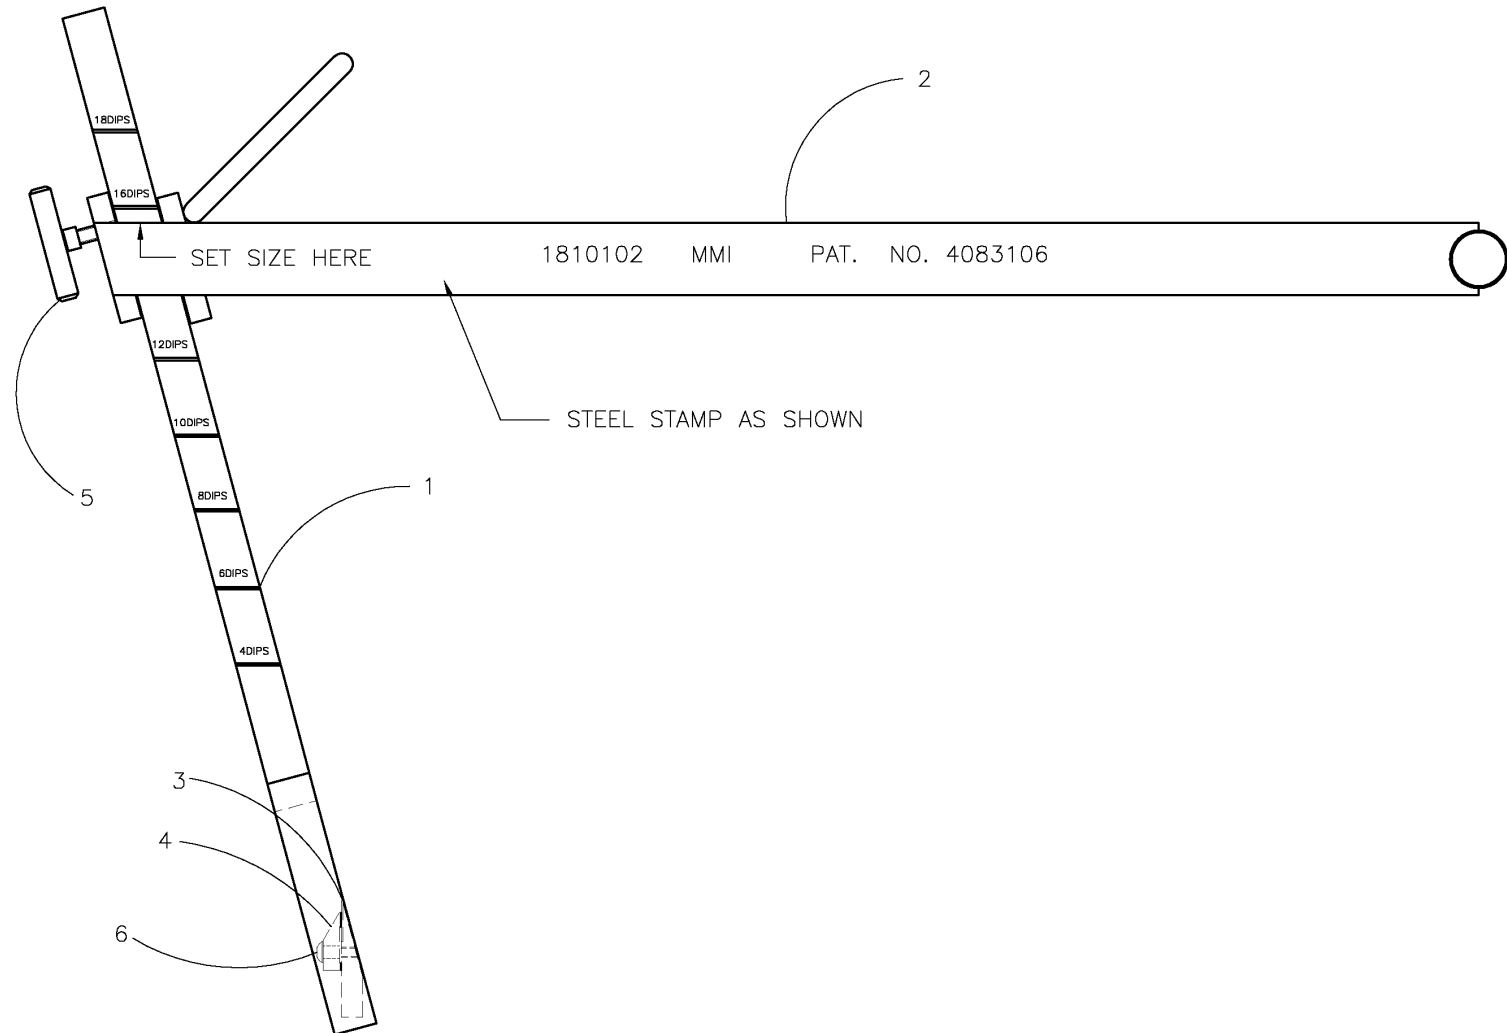 2
18DIPS
16DIPS
SET SIZE HERE
1810102 MMI PAT. NO. 4083106
12DIPS
STEEL STAMP AS SHOWN
10DIPS
5
8DIPS
1
6DIPS
4DIPS
3
4
6